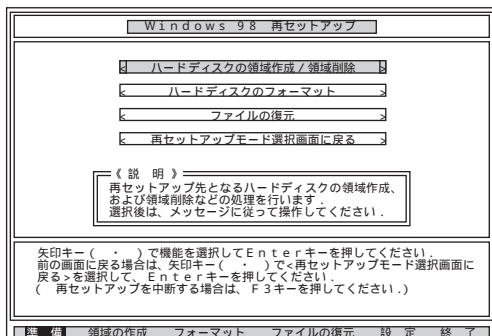 Windows 98 再セットアップ
< ハードディスクの領域作成/領域削除 >
< ハードディスクのフォーマット >
< ファイルの復元 >
< 再セットアップモード選択画面に戻る >
《説 明》
再セットアップ先となるハードディスクの領域作成、
および領域削除などの処理を行います.
選択後は、メッセージに従って操作してください.
矢印キー( ・ )で機能を選択してEnterキーを押してください.
前の画面に戻る場合は、矢印キー( ・ )で<再セットアップモード選択画面に
戻る>を選択して、Enterキーを押してください.
( 再セットアップを中断する場合は、F3キーを押してください.)
準 備 領域の作成 フォーマット ファイルの復元 設 定 終 了